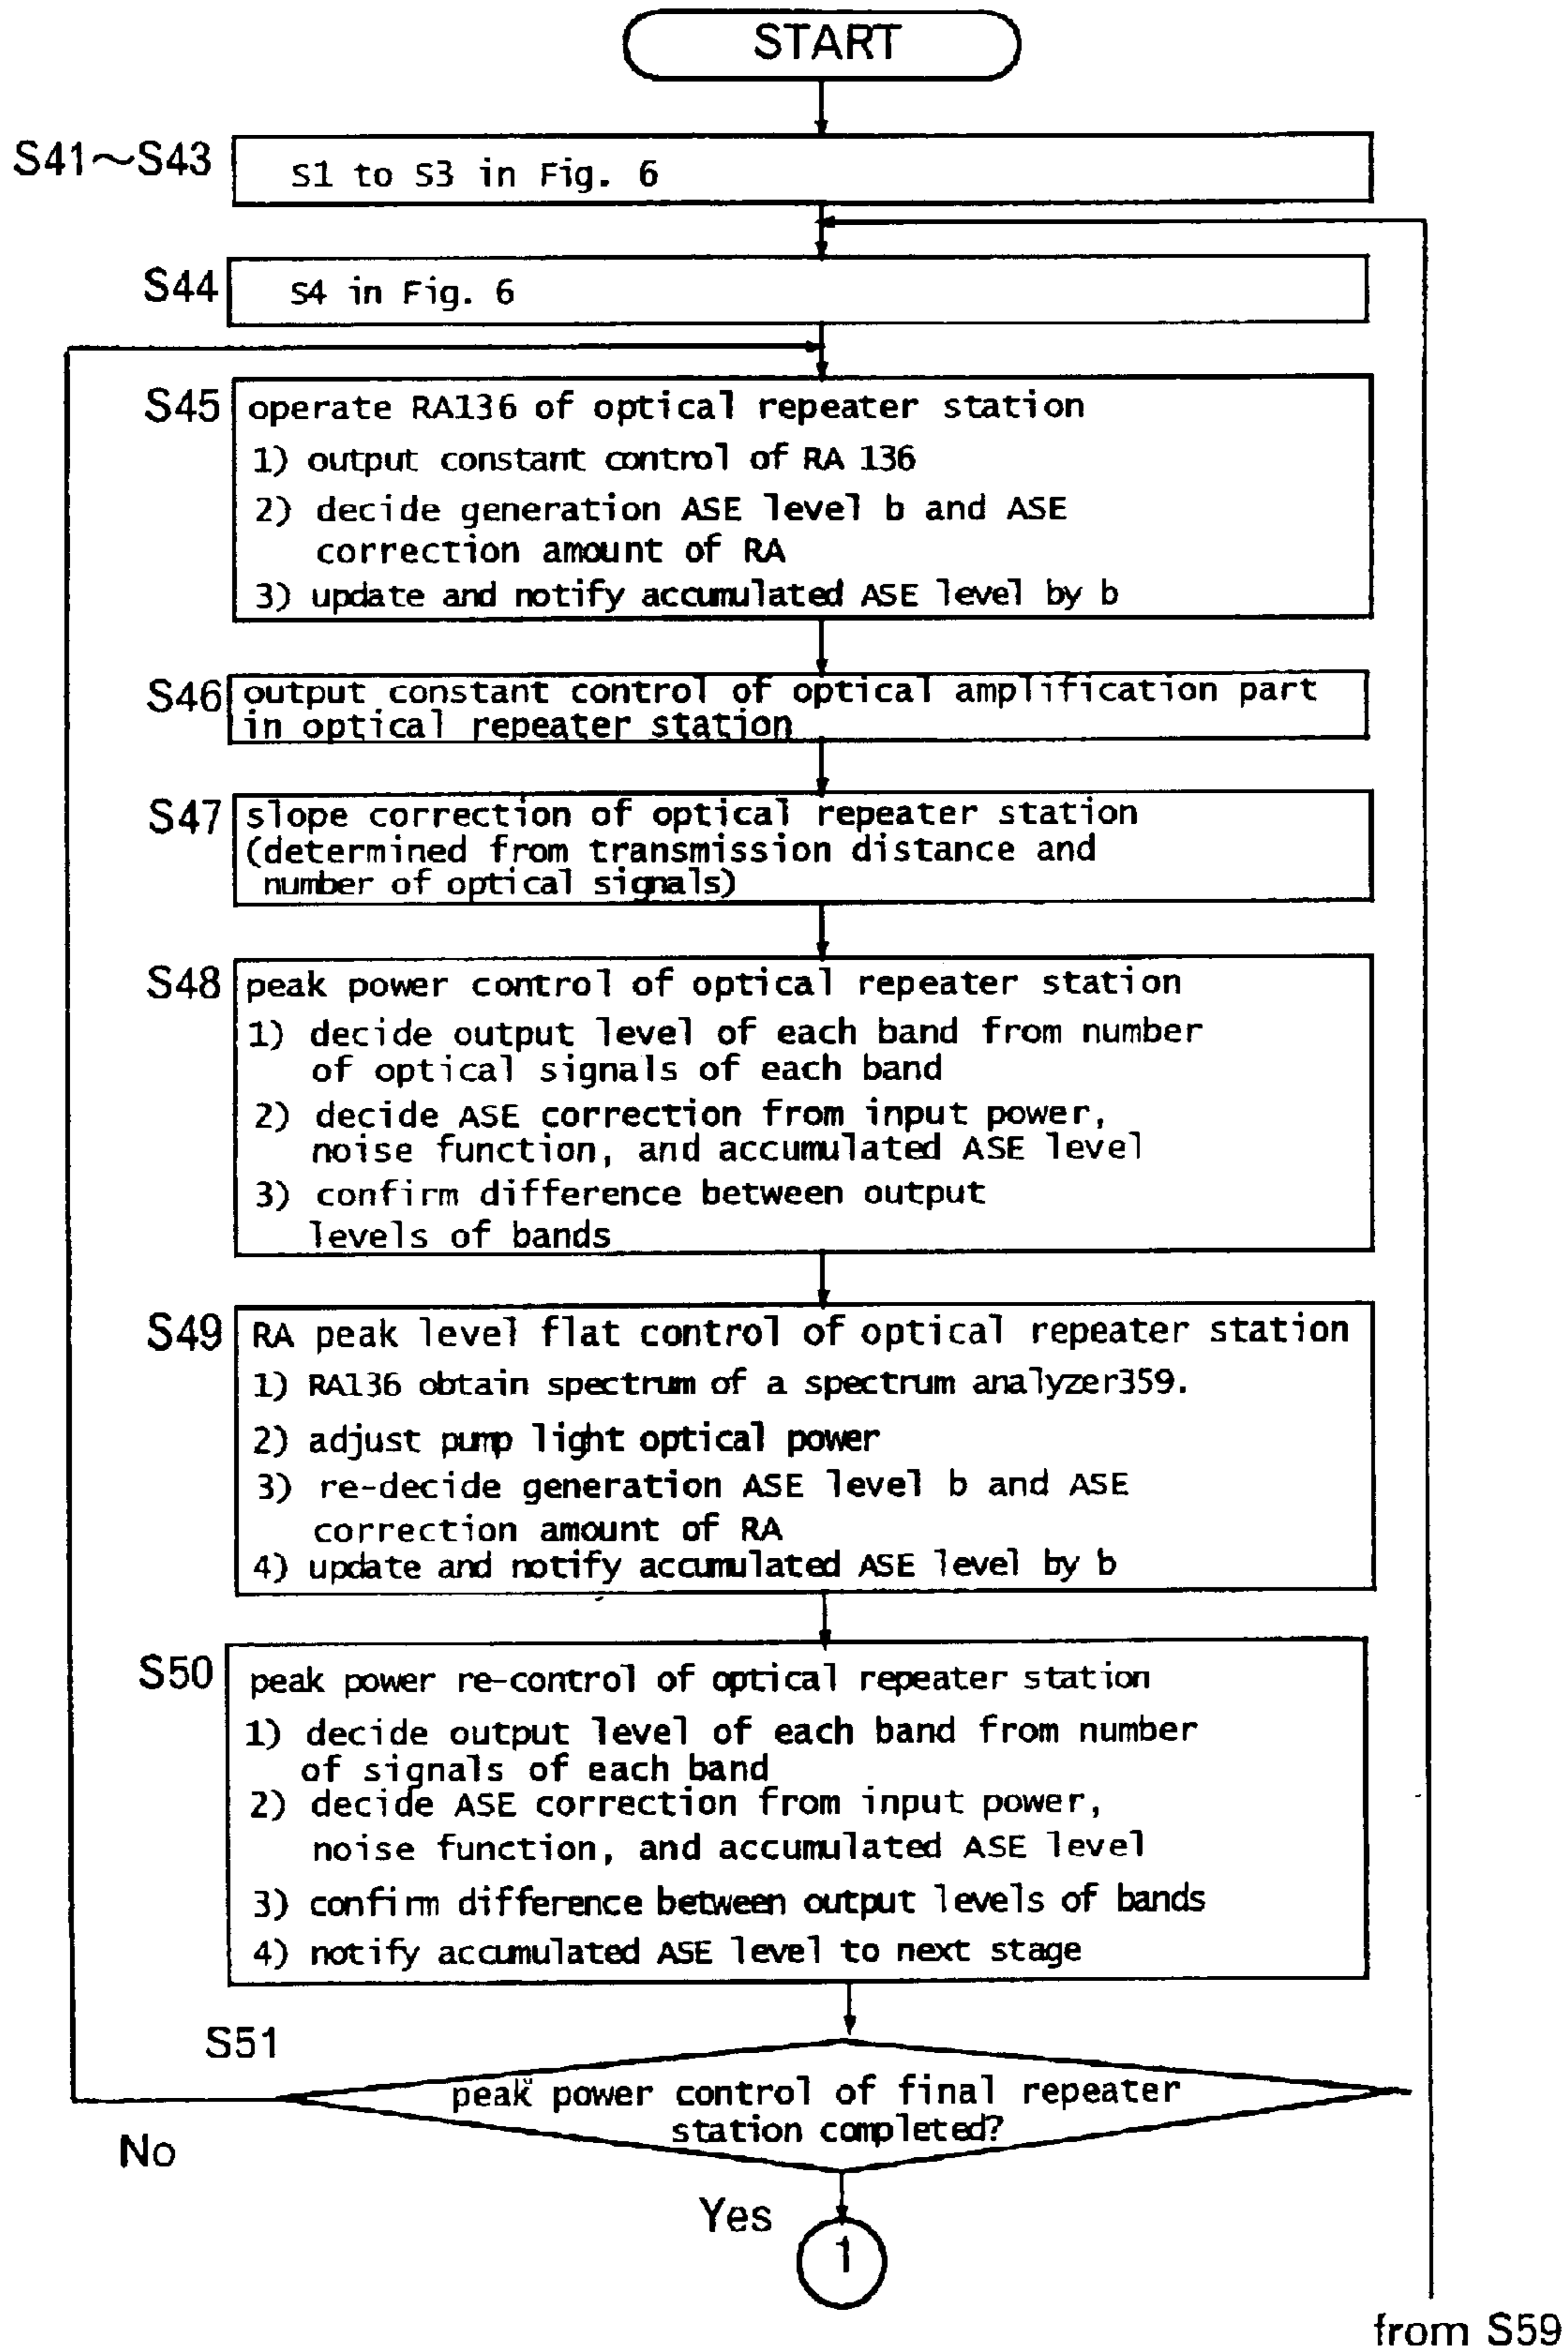 START
S41~S43
S1 to S3 in Fig. 6
S44
S4 in Fig. 6
S45
operate RA136 of optical repeater station
1) output constant control of RA 136
2) decide generation ASE level b and ASE
correction amount of RA
3) update and notify accumulated ASE level by b
S46
output constant control of optical amplification part
in optical repeater station
S47
slope correction of optical repeater station
(determined from transmission distance and
number of optical signals)
S48
peak power control of optical repeater station
1) decide output level of each band from number
of optical signals of each band
2) decide ASE correction from input power,
noise function, and accumulated ASE level
3) confirm difference between output
levels of bands
S49
RA peak level flat control of optical repeater station
1) RA136 obtain spectrum of a spectrum analyzer359.
2) adjust pump light optical power
3) re-decide generation ASE level b and ASE
correction amount of RA
4) update and notify accumulated ASE level by b
S50
peak power re-control of optical repeater station
1) decide output level of each band from number
of signals of each band
2) decide ASE correction from input power,
noise function, and accumulated ASE level
3) confirm difference between output levels of bands
4) notify accumulated ASE level to next stage
S51
peak power control of final repeater
station completed?
No
Yes
1
from S59